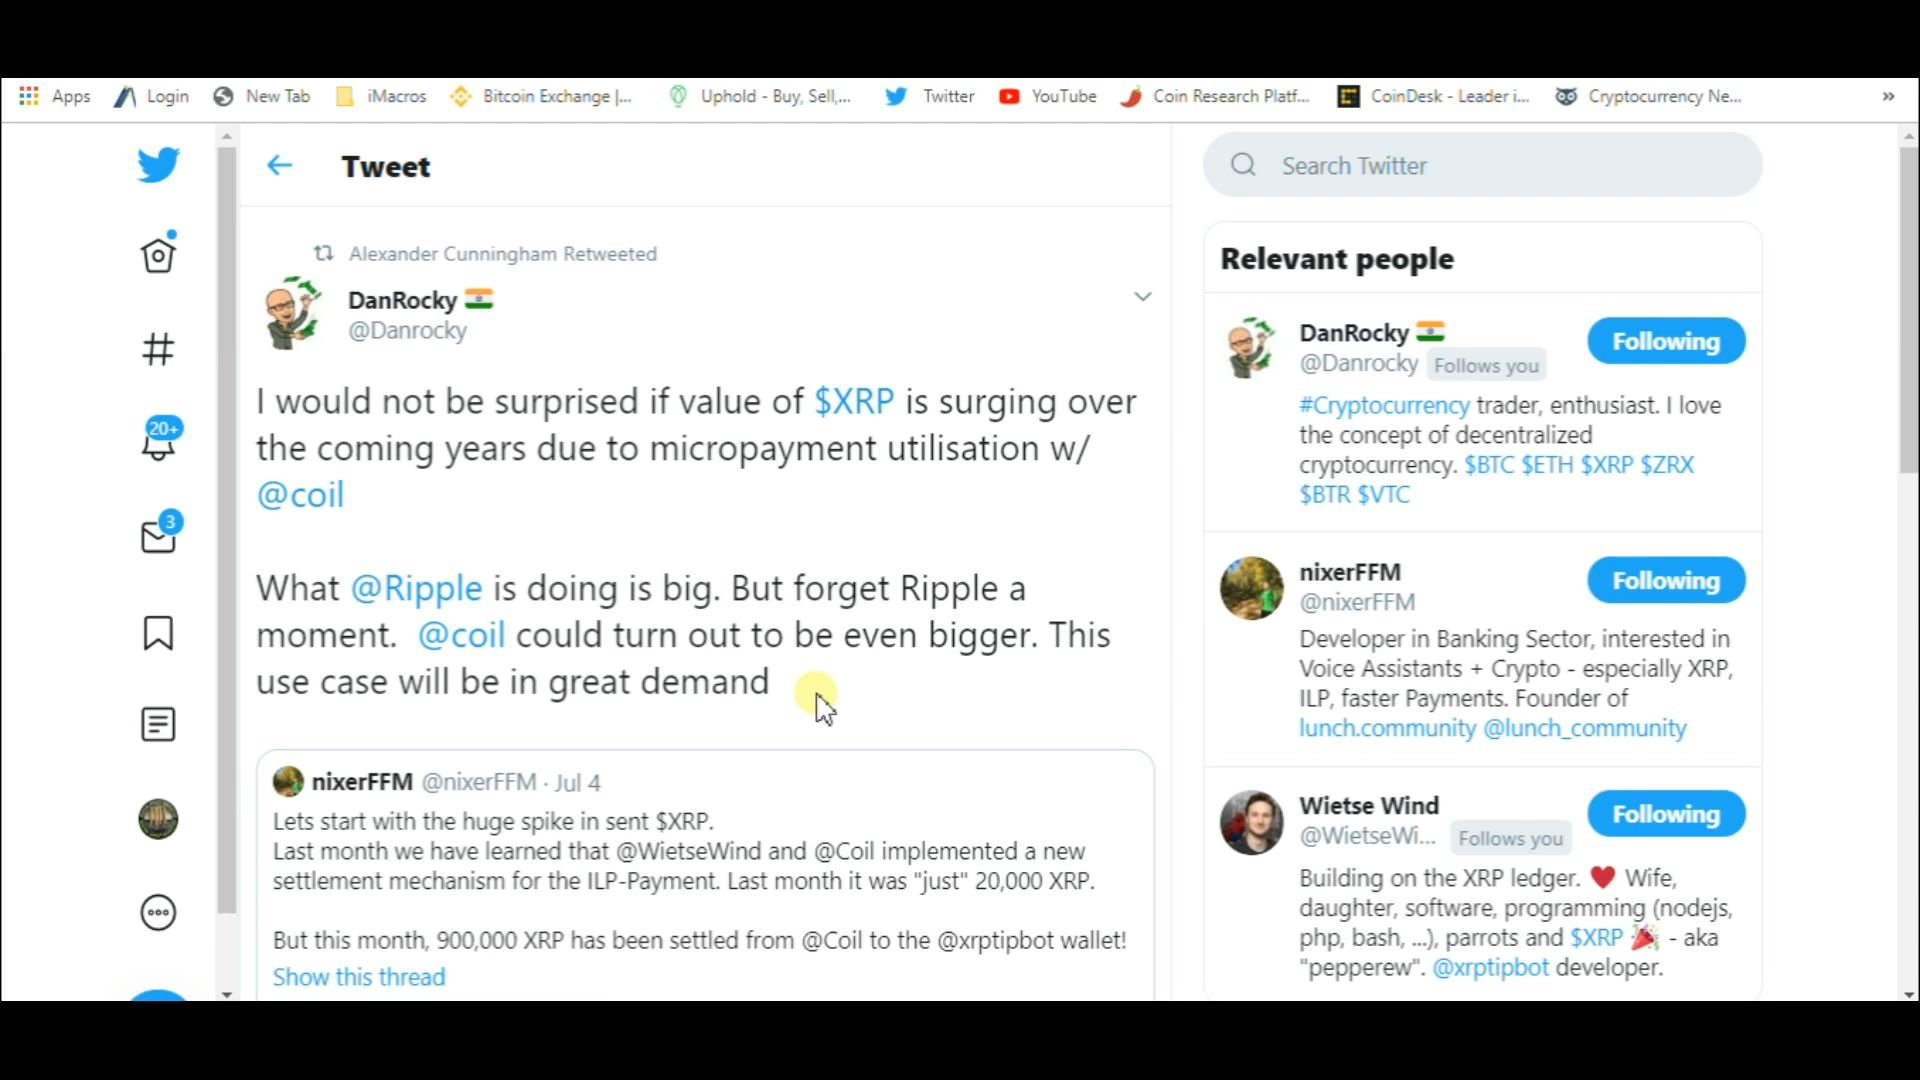 Apps Login New Tab iMacros Bitcoin Exchange |... Uphold - Buy, Sell,... Twitter YouTube Coin Research Platf... CoinDesk - Leader i... Cryptocurrency Ne... »
Tweet
Alexander Cunningham Retweeted
DanRocky
@Danrocky
I would not be surprised if value of $XRP is surging over
the coming years due to micropayment utilisation w/
@coil
What @Ripple is doing is big. But forget Ripple a
moment. @coil could turn out to be even bigger. This
use case will be in great demand
nixerFFM @nixerFFM · Jul 4
Lets start with the huge spike in sent $XRP.
Last month we have learned that @WietseWind and @Coil implemented a new
settlement mechanism for the ILP-Payment. Last month it was "just" 20,000 XRP.
But this month, 900,000 XRP has been settled from @Coil to the @xrptipbot wallet!
Show this thread
20+
3
Search Twitter
Relevant people
DanRocky
Following
@Danrocky Follows you
#Cryptocurrency trader, enthusiast. I love
the concept of decentralized
cryptocurrency. $BTC $ETH $XRP $ZRX
$BTR $VTC
nixerFFM
Following
@nixerFFM
Developer in Banking Sector, interested in
Voice Assistants + Crypto - especially XRP,
ILP, faster Payments. Founder of
lunch.community @lunch_community
Wietse Wind
Following
@WietseWi... Follows you
Building on the XRP ledger. ❤️ Wife,
daughter, software, programming (nodejs,
php, bash, ...), parrots and $XRP 🎉 - aka
"pepperew". @xrptipbot developer.